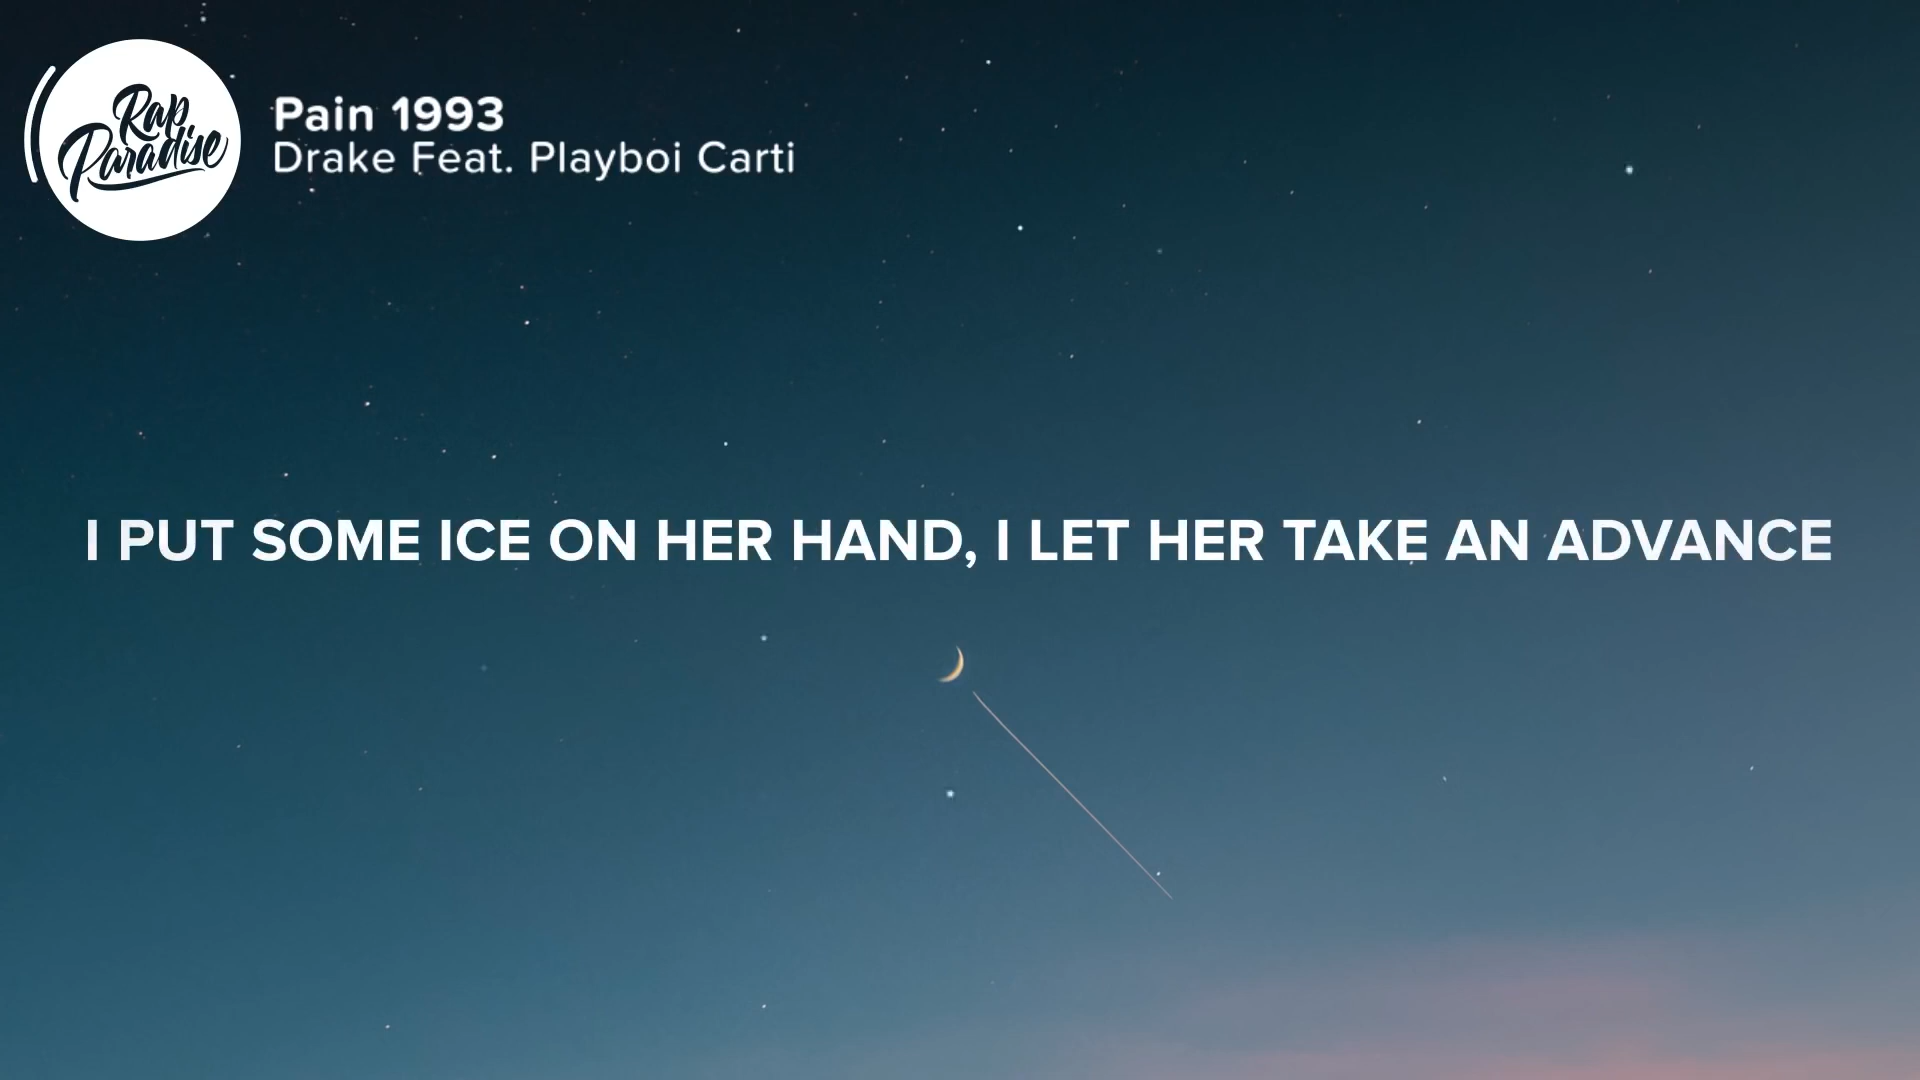 Rap
Paradise
Pain 1993
Drake Feat. Playboi Carti
I PUT SOME ICE ON HER HAND, I LET HER TAKE AN ADVANCE